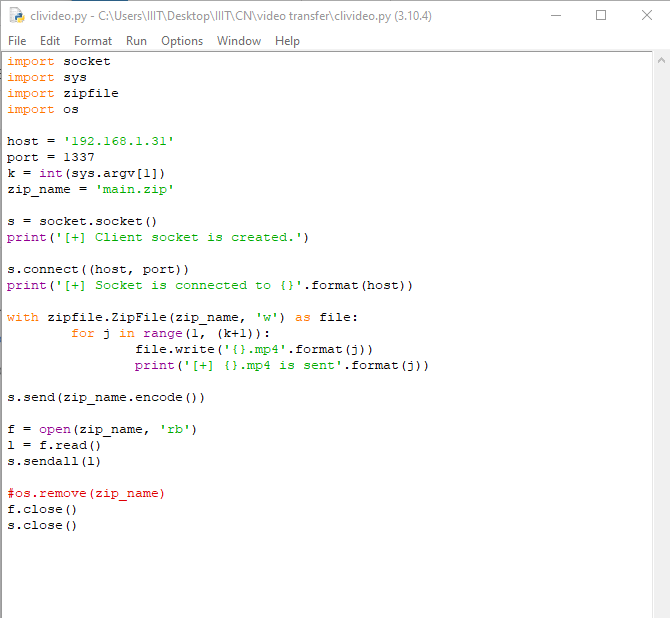 clivideo.py - C:\Users\IIIT\Desktop\IIIT\CN\video transfer\clivideo.py (3.10.4)
File Edit Format Run Options Window Help
import socket
import sys
import zipfile
import os

host = '192.168.1.31'
port = 1337
k = int(sys.argv[1])
zip_name = 'main.zip'

s = socket.socket()
print('[+] Client socket is created.')

s.connect((host, port))
print('[+] Socket is connected to {}'.format(host))

with zipfile.ZipFile(zip_name, 'w') as file:
        for j in range(1, (k+1)):
                file.write('{}.mp4'.format(j))
                print('[+] {}.mp4 is sent'.format(j))

s.send(zip_name.encode())

f = open(zip_name, 'rb')
l = f.read()
s.sendall(l)

#os.remove(zip_name)
f.close()
s.close()